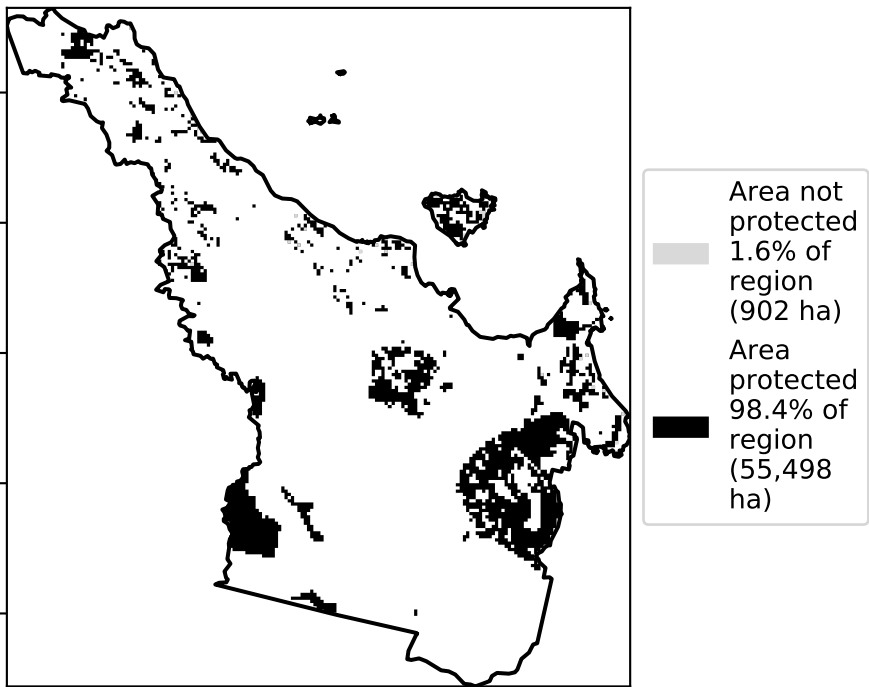 Area not
protected
1.6% of
region
(902 ha)
Area
protected
98.4% of
region
(55,498
ha)